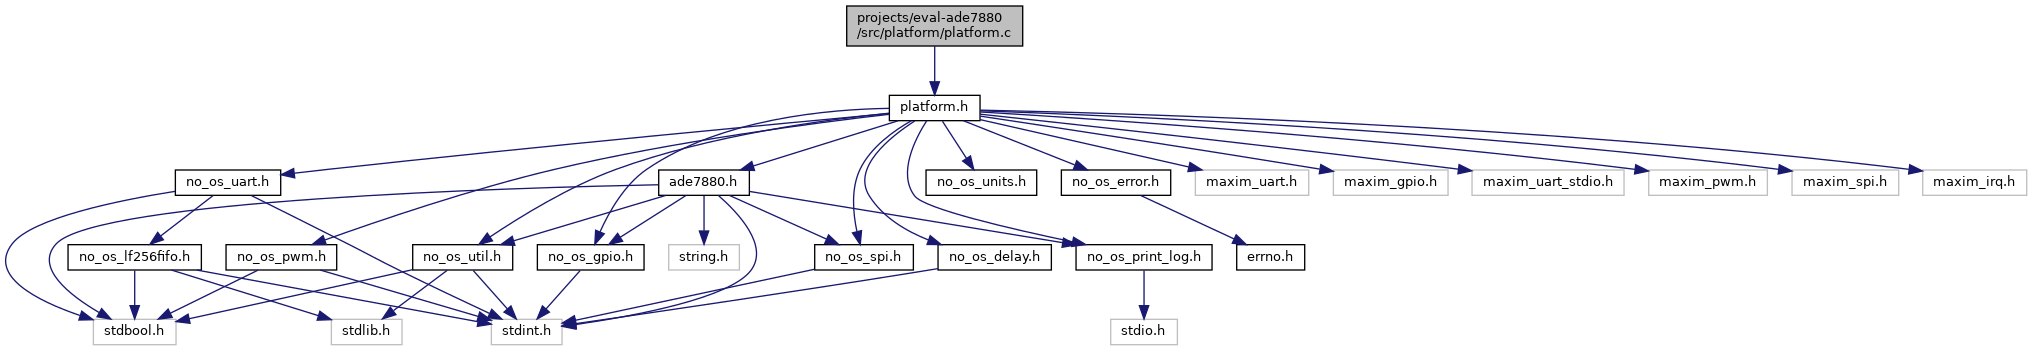 projects/eval-ade7880
/src/platform/platform.c
platform.h
no_os_uart.h
ade7880.h
no_os_units.h
no_os_error.h
maxim_uart.h
maxim_gpio.h
maxim_uart_stdio.h
maxim_pwm.h
maxim_spi.h
maxim_irq.h
no_os_lf256fifo.h
no_os_pwm.h
no_os_util.h
no_os_gpio.h
string.h
no_os_spi.h
no_os_delay.h
no_os_print_log.h
errno.h
stdbool.h
stdlib.h
stdint.h
stdio.h